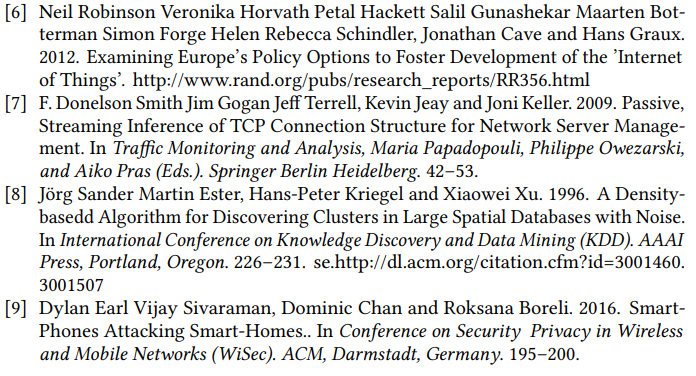 [6] Neil Robinson Veronika Horvath Petal Hackett Salil Gunashekar Maarten Bot-
terman Simon Forge Helen Rebecca Schindler, Jonathan Cave and Hans Graux.
2012. Examining Europe's Policy Options to Foster Development of the 'Internet
of Things'. http://www.rand.org/pubs/research_reports/RR356.html
[7] F. Donelson Smith Jim Gogan Jeff Terrell, Kevin Jeay and Joni Keller. 2009. Passive,
Streaming Inference of TCP Connection Structure for Network Server Manage-
ment. In Traffic Monitoring and Analysis, Maria Papadopouli, Philippe Owezarski,
and Aiko Pras (Eds.). Springer Berlin Heidelberg. 42–53.
[8] Jörg Sander Martin Ester, Hans-Peter Kriegel and Xiaowei Xu. 1996. A Density-
basedd Algorithm for Discovering Clusters in Large Spatial Databases with Noise.
In International Conference on Knowledge Discovery and Data Mining (KDD). AAAI
Press, Portland, Oregon. 226–231. se.http://dl.acm.org/citation.cfm?id=3001460.
3001507
[9] Dylan Earl Vijay Sivaraman, Dominic Chan and Roksana Boreli. 2016. Smart-
Phones Attacking Smart-Homes.. In Conference on Security Privacy in Wireless
and Mobile Networks (WiSec). ACM, Darmstadt, Germany. 195–200.